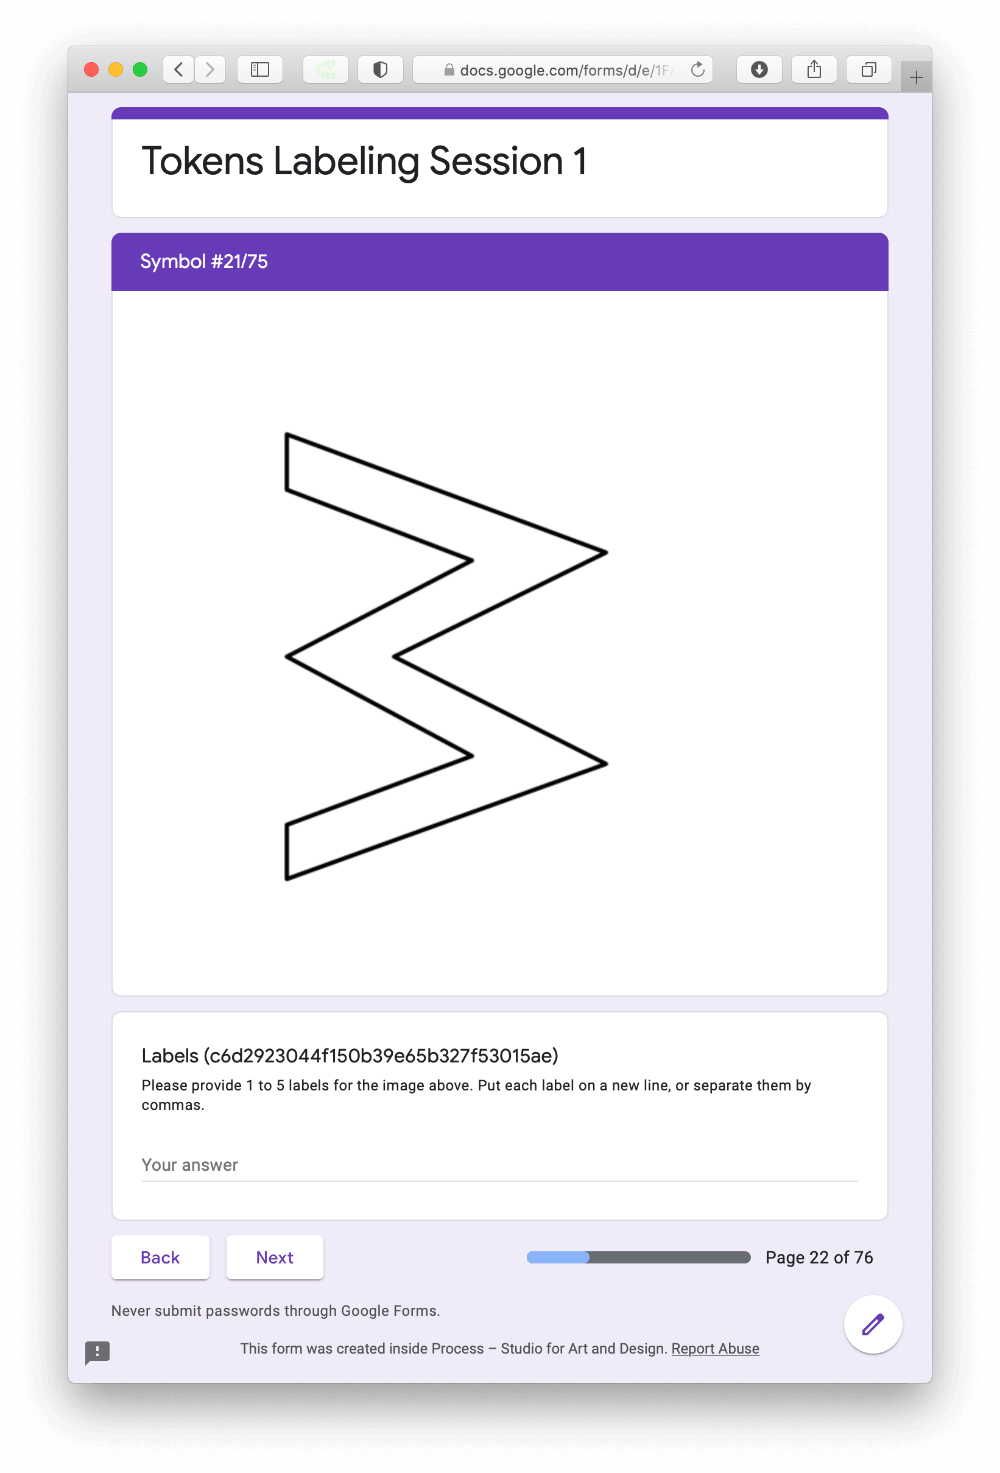 docs.google.com/forms/d/e/1FA
Tokens Labeling Session 1
Symbol #21/75
Labels (c6d2923044f150b39e65b327f53015ae)
Please provide 1 to 5 labels for the image above. Put each label on a new line, or separate them by
commas.
Your answer
Back
Next
Page 22 of 76
Never submit passwords through Google Forms.
This form was created inside Process – Studio for Art and Design. Report Abuse